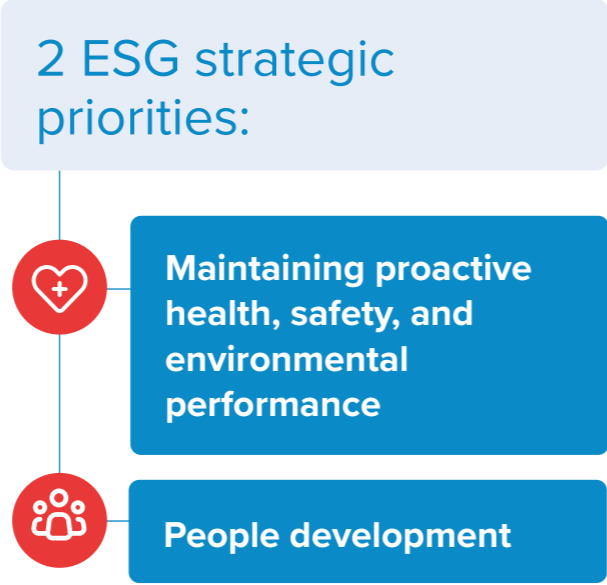 2 ESG strategic
priorities:
Maintaining proactive
health, safety, and
environmental
performance
People development